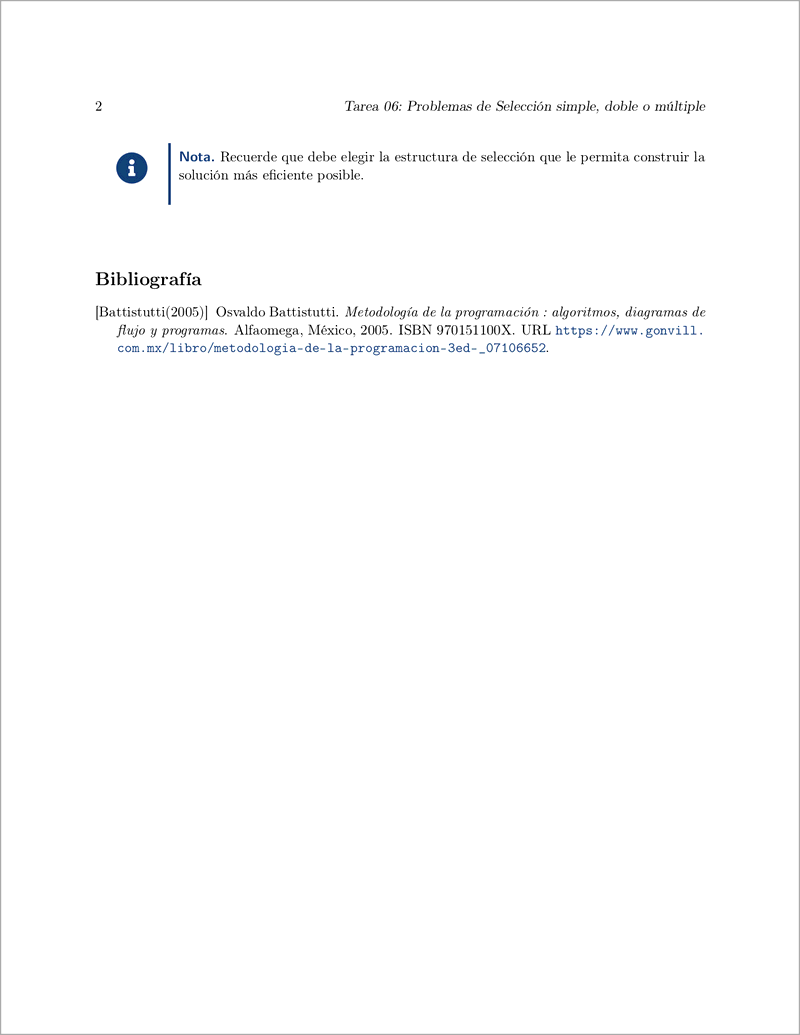 2 Tarea 06: Problemas de Selección simple, doble o múltiple
Nota. Recuerde que debe elegir la estructura de selección que le permita construir la
solución más eficiente posible.
Bibliografía
[Battistutti(2005)] Osvaldo Battistutti. Metodología de la programación : algoritmos, diagramas de
flujo y programas. Alfaomega, México, 2005. ISBN 970151100X. URL https://www.gonvill.
com.mx/libro/metodologia-de-la-programacion-3ed-_07106652.